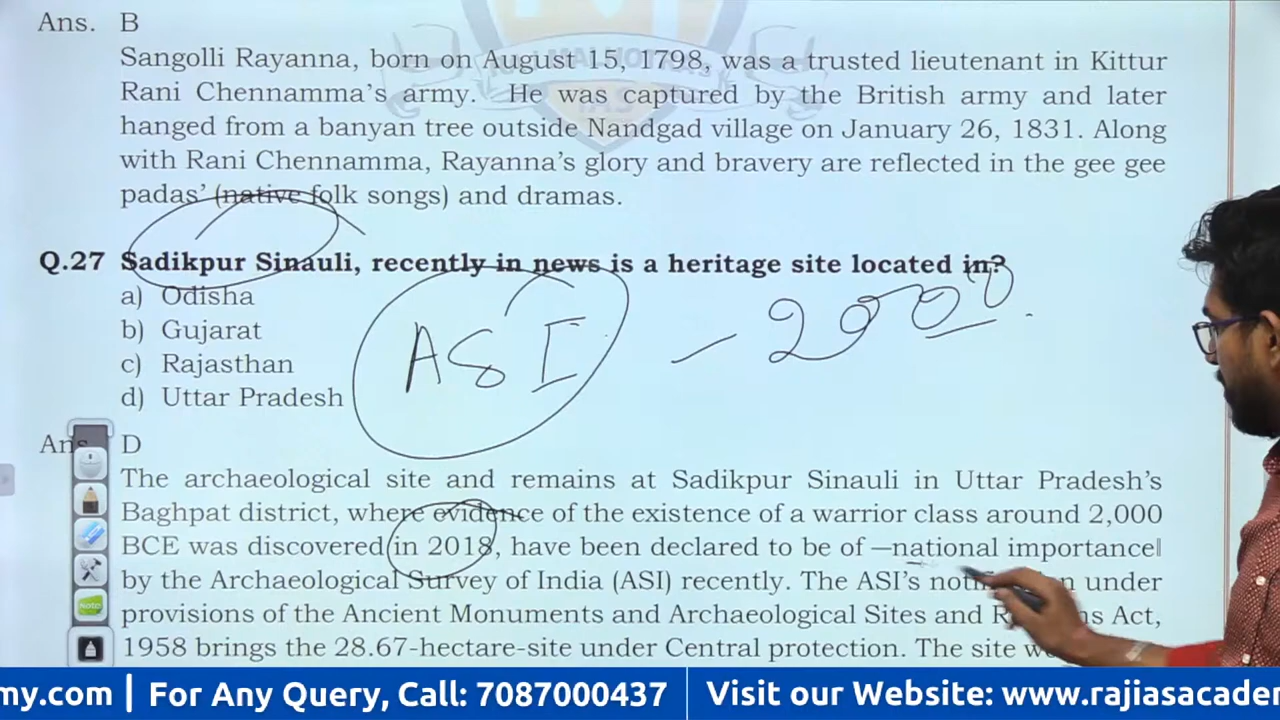 Ans. B
Sangolli Rayanna, born on August 15, 1798, was a trusted lieutenant in Kittur
Rani Chennamma's army. He was captured by the British army and later
hanged from a banyan tree outside Nandgad village on January 26, 1831. Along
with Rani Chennamma, Rayanna's glory and bravery are reflected in the gee gee
padas' (native folk songs) and dramas.
Q.27 Sadikpur Sinauli, recently in news is a heritage site located in?
a) Odisha
b) Gujarat
c) Rajasthan
d) Uttar Pradesh
ASI - 2000
Ans. D
The archaeological site and remains at Sadikpur Sinauli in Uttar Pradesh's
Baghpat district, where evidence of the existence of a warrior class around 2,000
BCE was discovered in 2018, have been declared to be of ―national importance‖
by the Archaeological Survey of India (ASI) recently. The ASI's under
provisions of the Ancient Monuments and Archaeological Sites and Act,
1958 brings the 28.67-hectare-site under Central protection. The site
Note
my.com | For Any Query, Call: 7087000437 | Visit our Website: www.rajiasacadem